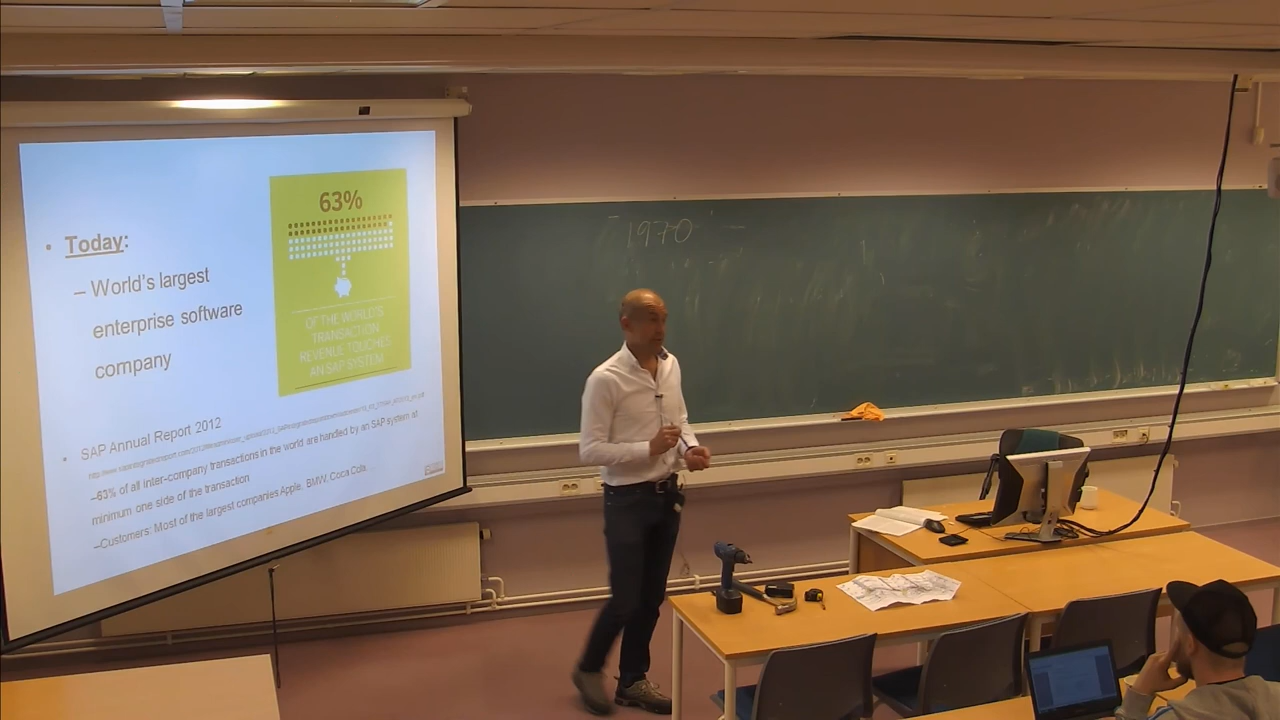 • Today:
– World's largest
enterprise software
company
63%
OF THE WORLD'S
TRANSACTION
REVENUE TOUCHES
AN SAP SYSTEM
• SAP Annual Report 2012
–63% of all inter-company transactions in the world are handled by an SAP system at
minimum one side of the transaction
–Customers: Most of the largest companies Apple, BMW, Coca Cola
1970